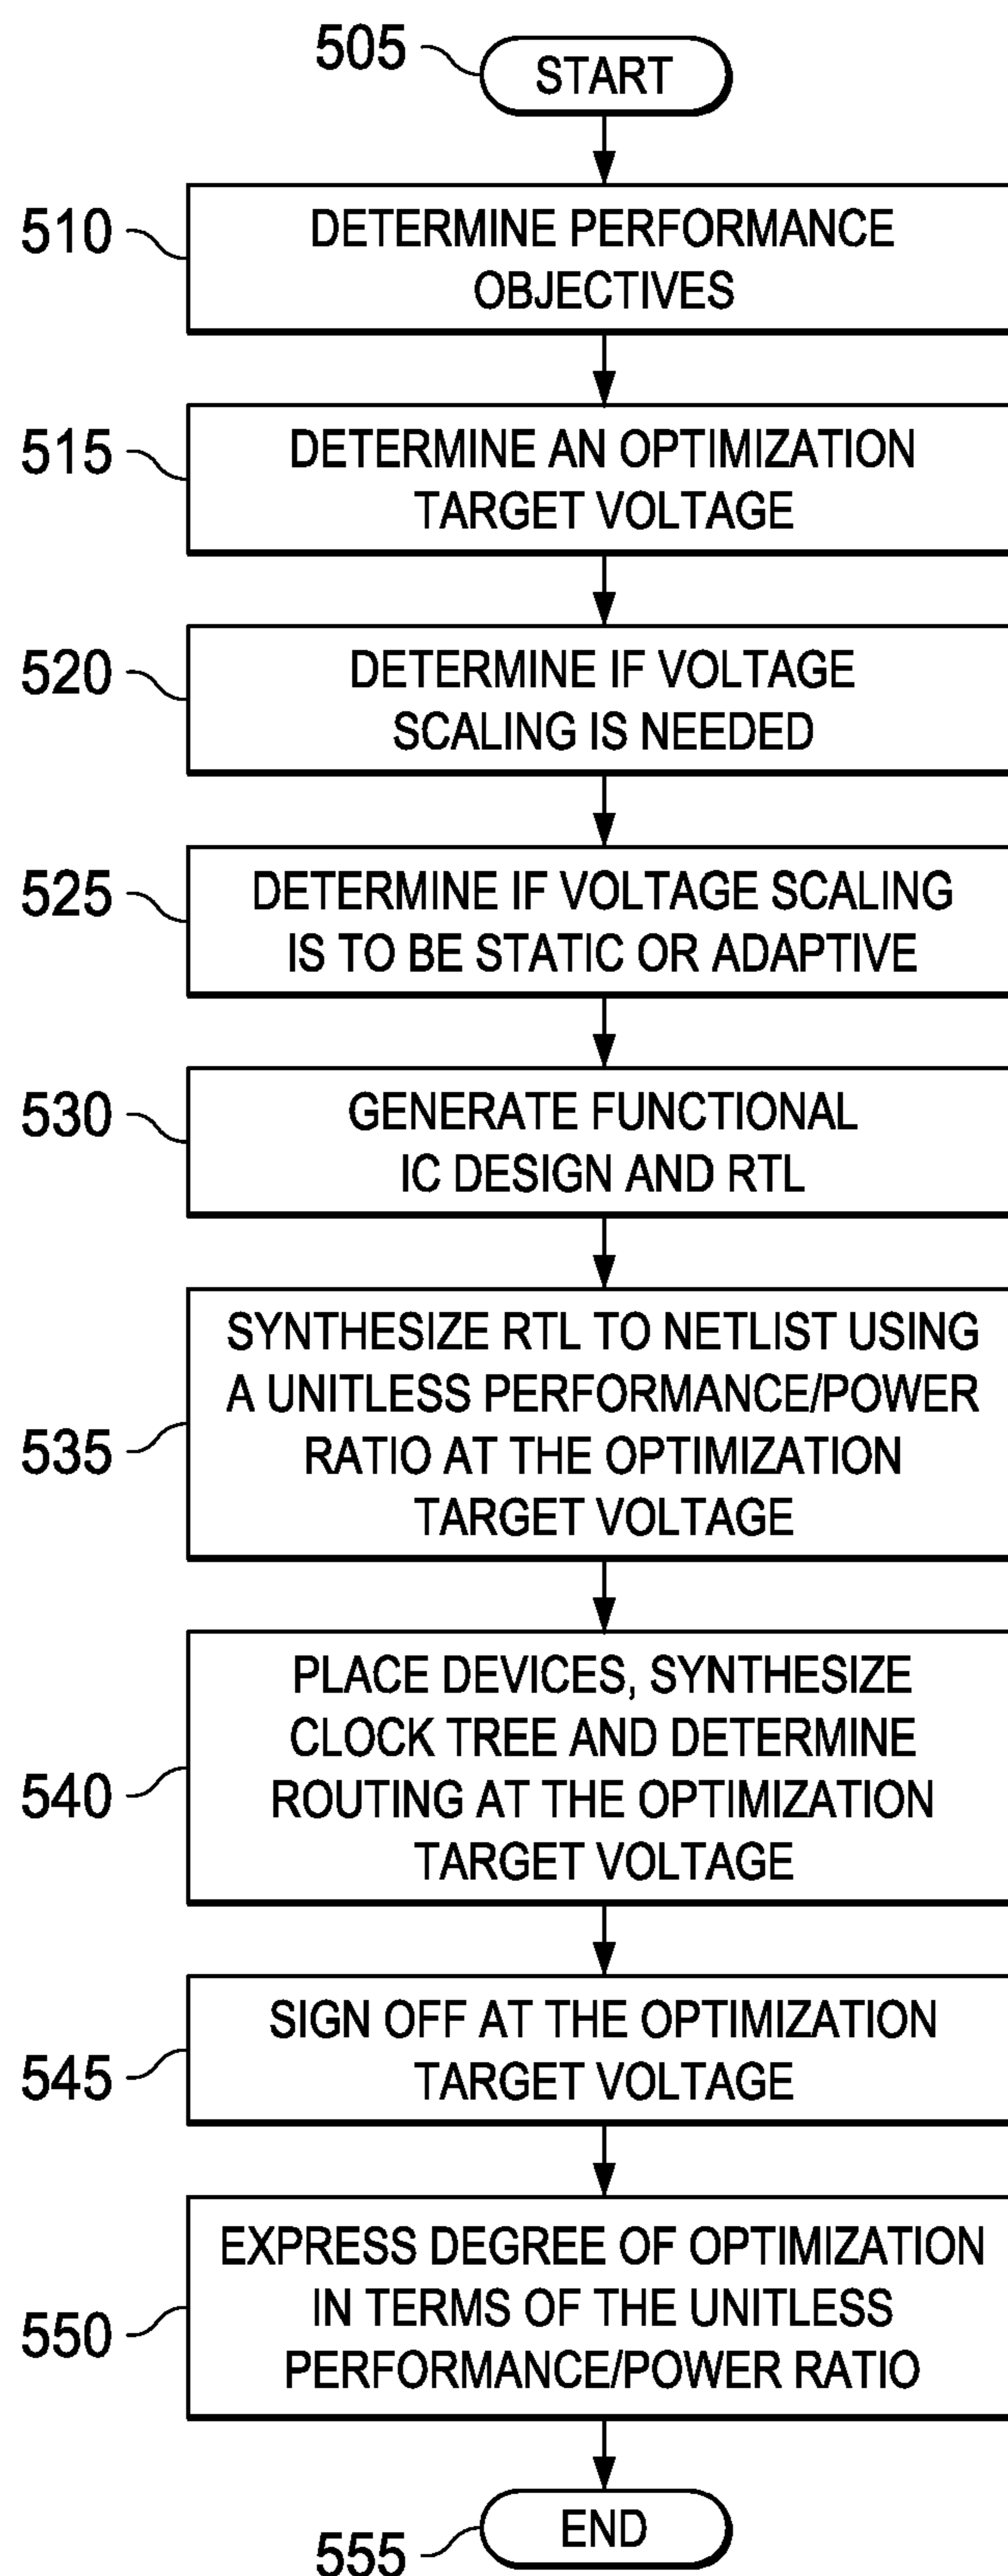 505
START
510
DETERMINE PERFORMANCE
OBJECTIVES
515
DETERMINE AN OPTIMIZATION
TARGET VOLTAGE
520
DETERMINE IF VOLTAGE
SCALING IS NEEDED
525
DETERMINE IF VOLTAGE SCALING
IS TO BE STATIC OR ADAPTIVE
530
GENERATE FUNCTIONAL
IC DESIGN AND RTL
535
SYNTHESIZE RTL TO NETLIST USING
A UNITLESS PERFORMANCE/POWER
RATIO AT THE OPTIMIZATION
TARGET VOLTAGE
540
PLACE DEVICES, SYNTHESIZE
CLOCK TREE AND DETERMINE
ROUTING AT THE OPTIMIZATION
TARGET VOLTAGE
545
SIGN OFF AT THE OPTIMIZATION
TARGET VOLTAGE
550
EXPRESS DEGREE OF OPTIMIZATION
IN TERMS OF THE UNITLESS
PERFORMANCE/POWER RATIO
555
END